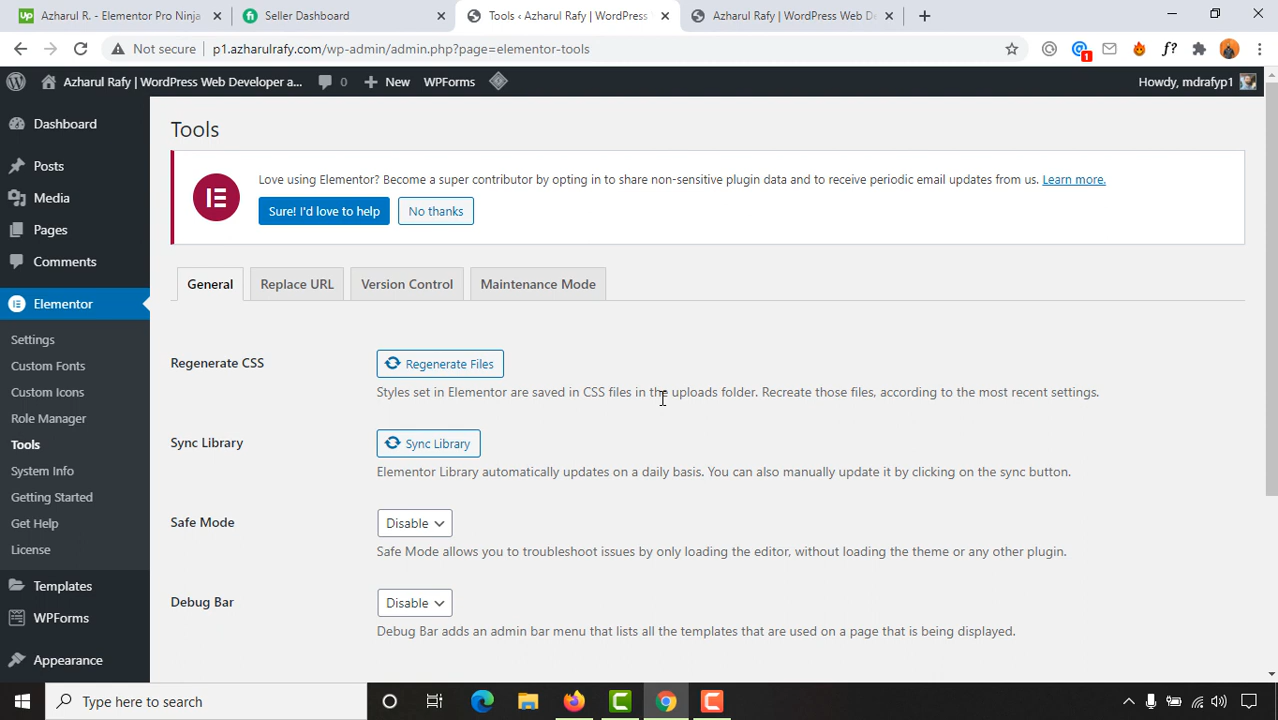 Azharul R. - Elementor Pro Ninja
Seller Dashboard
Tools ‹ Azharul Rafy | WordPress
Azharul Rafy | WordPress Web De
Not secure
p1.azharulrafy.com/wp-admin/admin.php?page=elementor-tools
1
f?
Azharul Rafy | WordPress Web Developer a...
0
New
WPForms
Howdy, mdrafyp1
Dashboard
Posts
Media
Pages
Comments
Elementor
Settings
Custom Fonts
Custom Icons
Role Manager
Tools
System Info
Getting Started
Get Help
License
Templates
WPForms
Appearance
Tools
Love using Elementor? Become a super contributor by opting in to share non-sensitive plugin data and to receive periodic email updates from us. Learn more.
Sure! I'd love to help
No thanks
General
Replace URL
Version Control
Maintenance Mode
Regenerate CSS
Regenerate Files
Styles set in Elementor are saved in CSS files in the uploads folder. Recreate those files, according to the most recent settings.
Sync Library
Sync Library
Elementor Library automatically updates on a daily basis. You can also manually update it by clicking on the sync button.
Safe Mode
Disable
Safe Mode allows you to troubleshoot issues by only loading the editor, without loading the theme or any other plugin.
Debug Bar
Disable
Debug Bar adds an admin bar menu that lists all the templates that are used on a page that is being displayed.
Type here to search